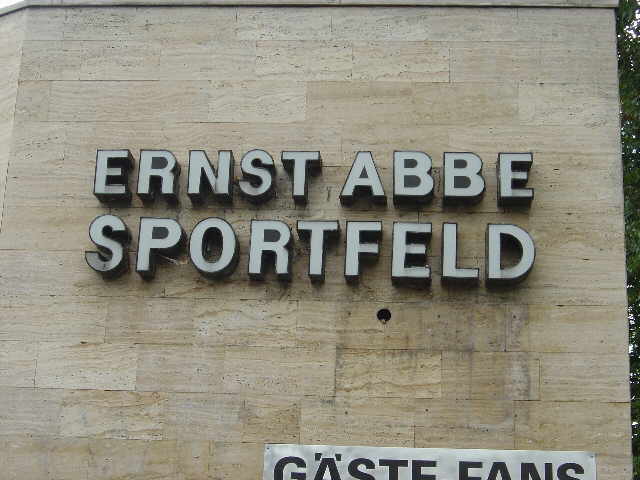 ERNST ABBE
SPORTFELD
GÄSTE FANS